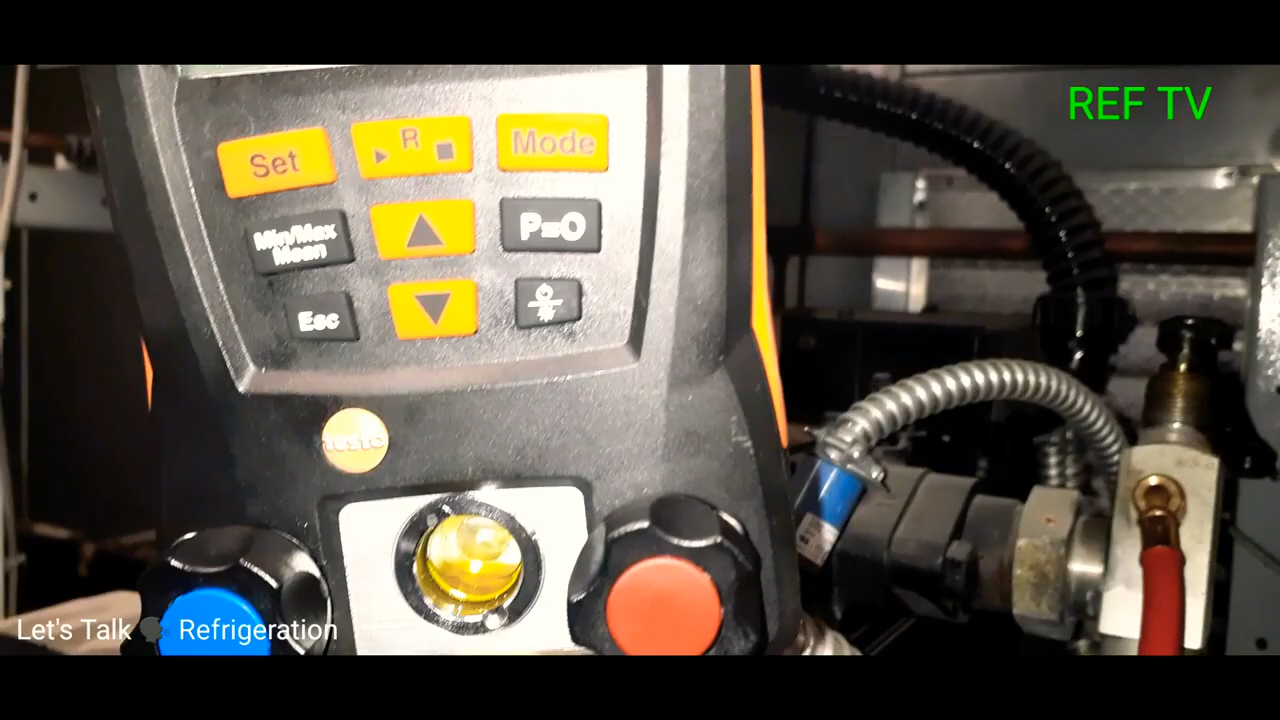 REF TV
Set
R
Mode
Min/Max
Mean
P=0
Esc
testo
Let's Talk Refrigeration